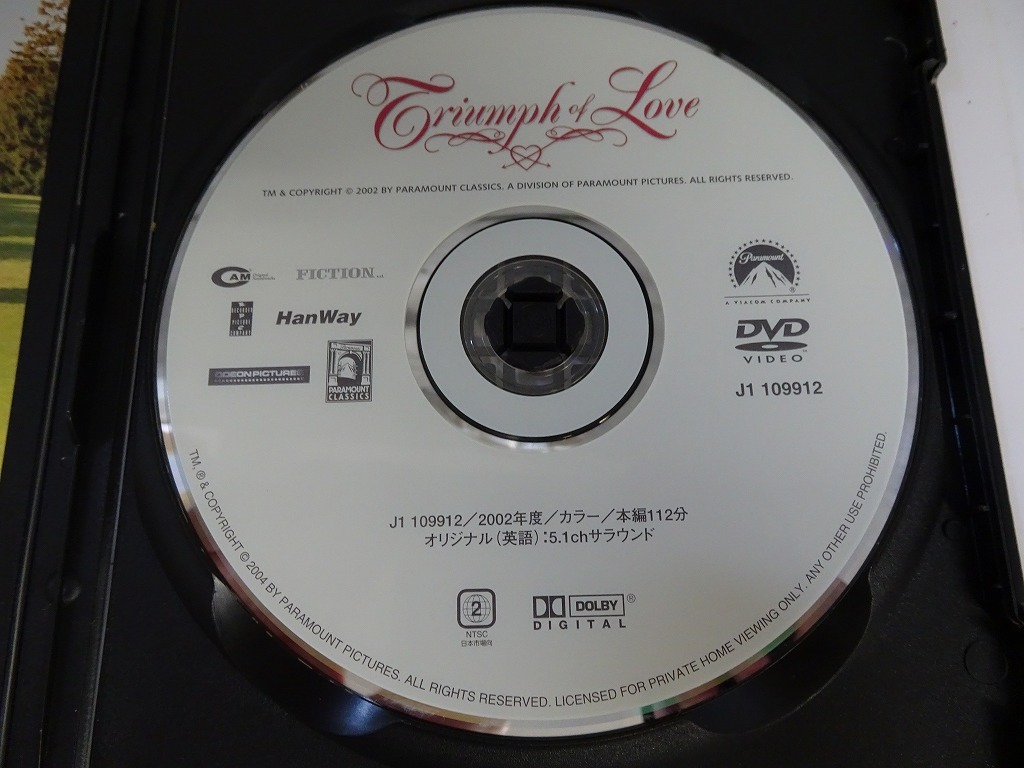 Triumph of Love
TM & COPYRIGHT © 2002 BY PARAMOUNT CLASSICS. A DIVISION OF PARAMOUNT PICTURES. ALL RIGHTS RESERVED.
CAM
FICTION
HanWay
ODEON PICTURES
PARAMOUNT CLASSICS
Paramount
A VIACOM COMPANY
DVD
VIDEO
J1 109912
J1 109912／2002年度／カラー／本編112分
オリジナル(英語):5.1chサラウンド
2
NTSC
日本市場向
DOLBY®
DIGITAL
TM, ® & COPYRIGHT © 2004 BY PARAMOUNT PICTURES. ALL RIGHTS RESERVED. LICENSED FOR PRIVATE HOME VIEWING ONLY. ANY OTHER USE PROHIBITED.